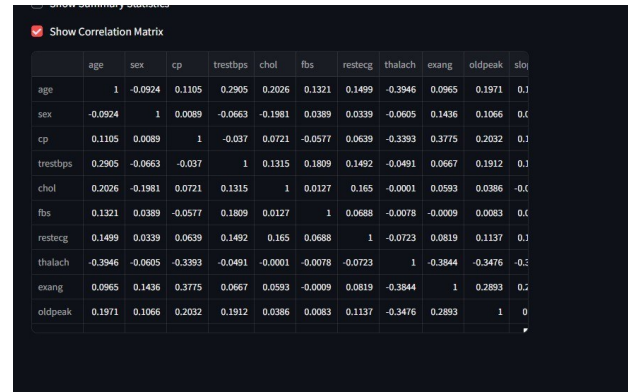 Show Summary Statistics
Show Correlation Matrix
age sex cp trestbps chol fbs restecg thalach exang oldpeak
age 1 -0.0924 0.1105 0.2905 0.2026 0.1321 0.1499 -0.3946 0.0965 0.1971
sex -0.0924 1 0.0089 -0.0663 -0.1981 0.0389 0.0339 -0.0605 0.1436 0.1066
cp 0.1105 0.0089 1 -0.037 0.0721 -0.0577 0.0639 -0.3393 0.3775 0.2032
trestbps 0.2905 -0.0663 -0.037 1 0.1315 0.1809 0.1492 -0.0491 0.0667 0.1912
chol 0.2026 -0.1981 0.0721 0.1315 1 0.0127 0.165 -0.0001 0.0593 0.0386
fbs 0.1321 0.0389 -0.0577 0.1809 0.0127 1 0.0688 -0.0078 -0.0009 0.0083
restecg 0.1499 0.0339 0.0639 0.1492 0.165 0.0688 1 -0.0723 0.0819 0.1137
thalach -0.3946 -0.0605 -0.3393 -0.0491 -0.0001 -0.0078 -0.0723 1 -0.3844 -0.3476
exang 0.0965 0.1436 0.3775 0.0667 0.0593 -0.0009 0.0819 -0.3844 1 0.2893
oldpeak 0.1971 0.1066 0.2032 0.1912 0.0386 0.0083 0.1137 -0.3476 0.2893 1